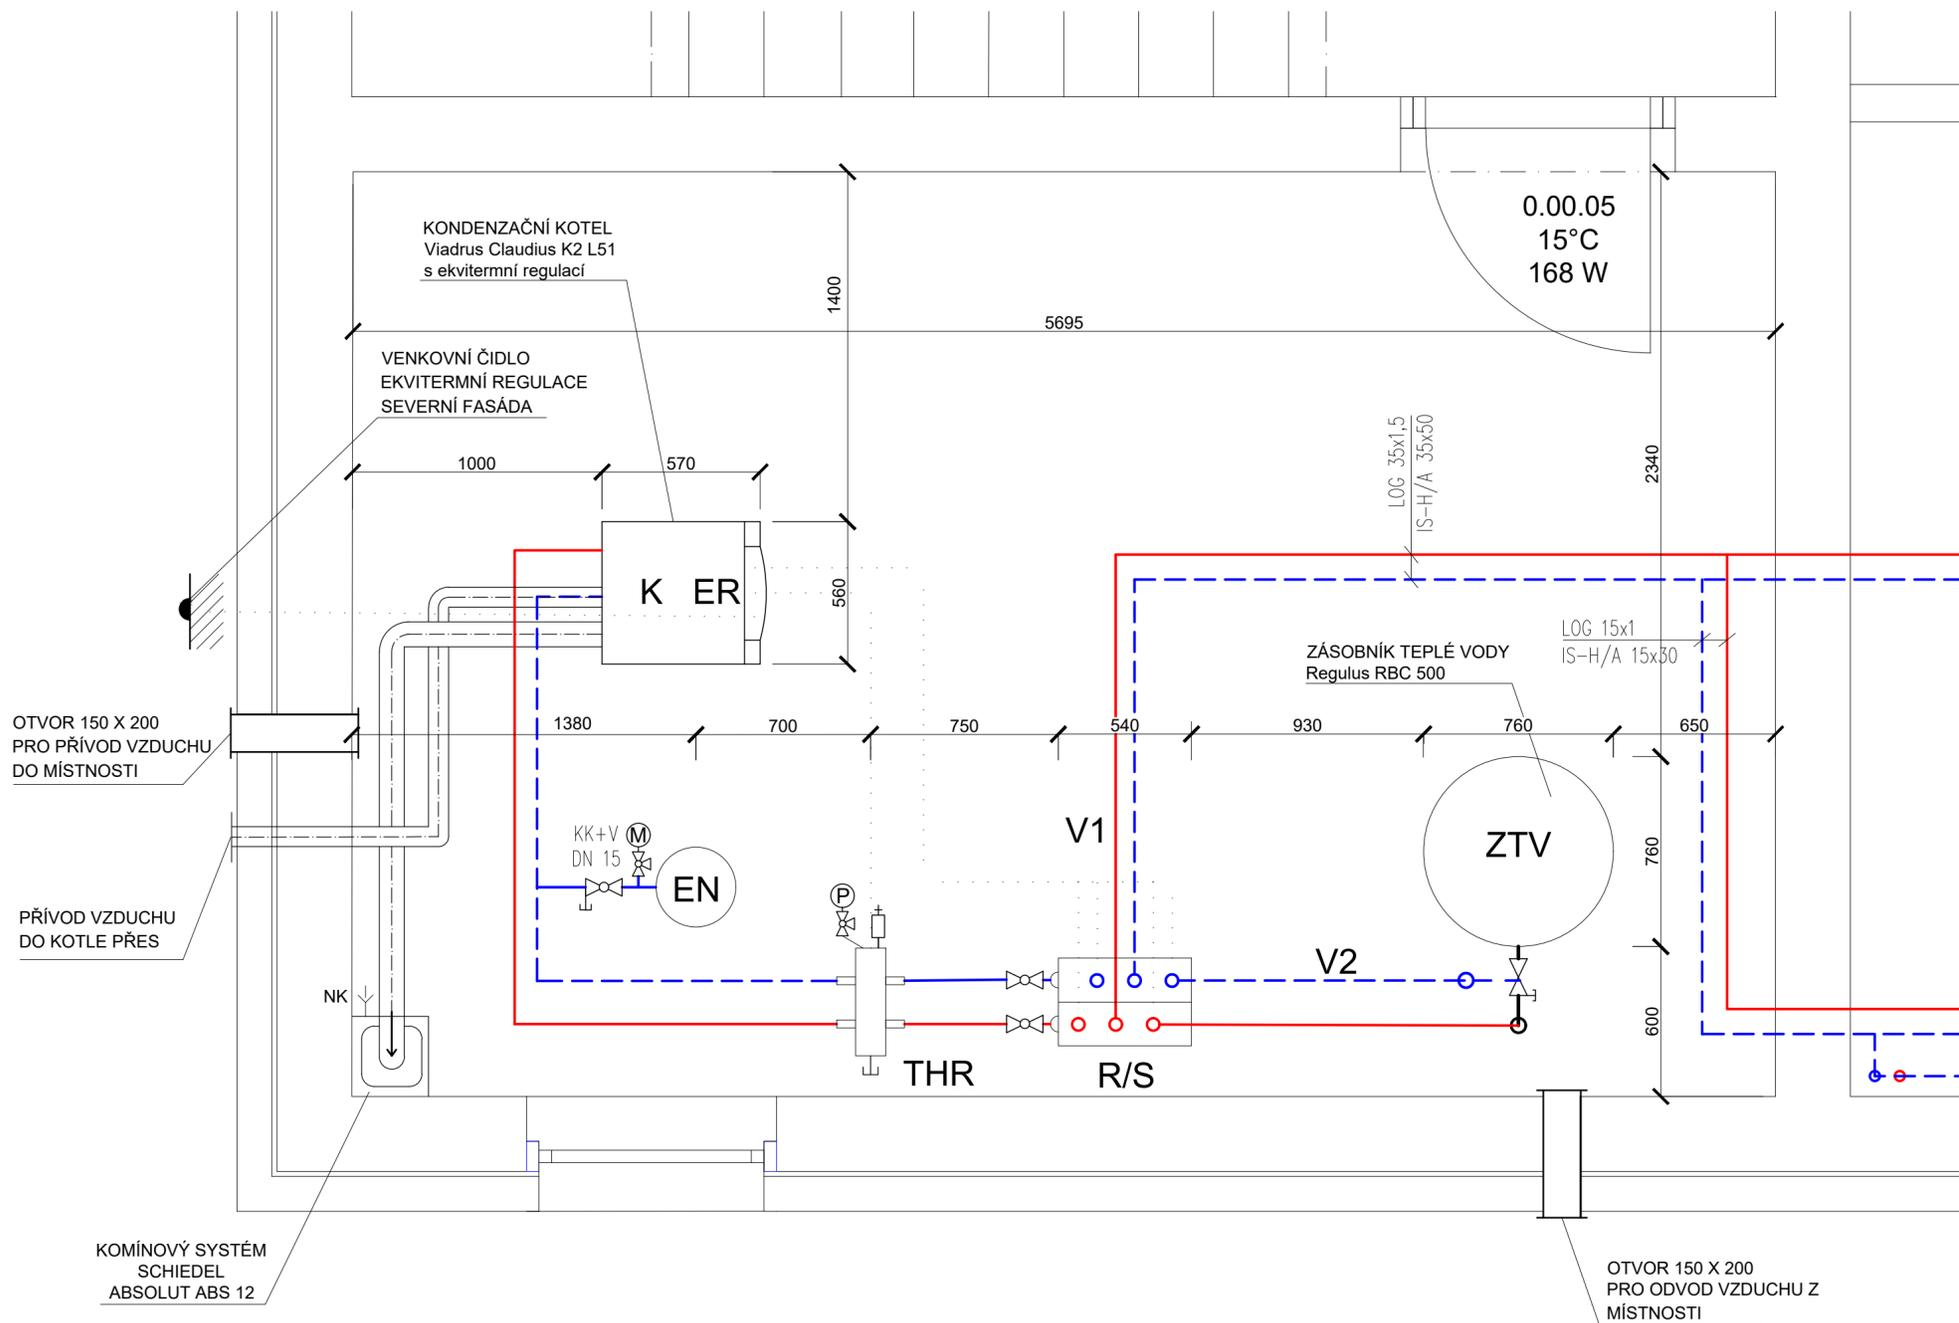 0.00.05
15°C
168 W
KONDENZAČNÍ KOTEL
Viadrus Claudius K2 L51
s ekvitermní regulací
1400
5695
VENKOVNÍ ČIDLO
EKVITERMNÍ REGULACE
SEVERNÍ FASÁDA
1000
570
LOG 35x1,5
IS-H/A 35x50
2340
K
ER
560
LOG 15x1
IS-H/A 15x30
ZÁSOBNÍK TEPLÉ VODY
Regulus RBC 500
OTVOR 150 X 200
PRO PŘÍVOD VZDUCHU
DO MÍSTNOSTI
1380
700
750
540
930
760
650
KK+V
DN 15
M
EN
V1
ZTV
760
P
PŘÍVOD VZDUCHU
DO KOTLE PŘES
V2
NK
600
THR
R/S
KOMÍNOVÝ SYSTÉM
SCHIEDEL
ABSOLUT ABS 12
OTVOR 150 X 200
PRO ODVOD VZDUCHU Z
MÍSTNOSTI